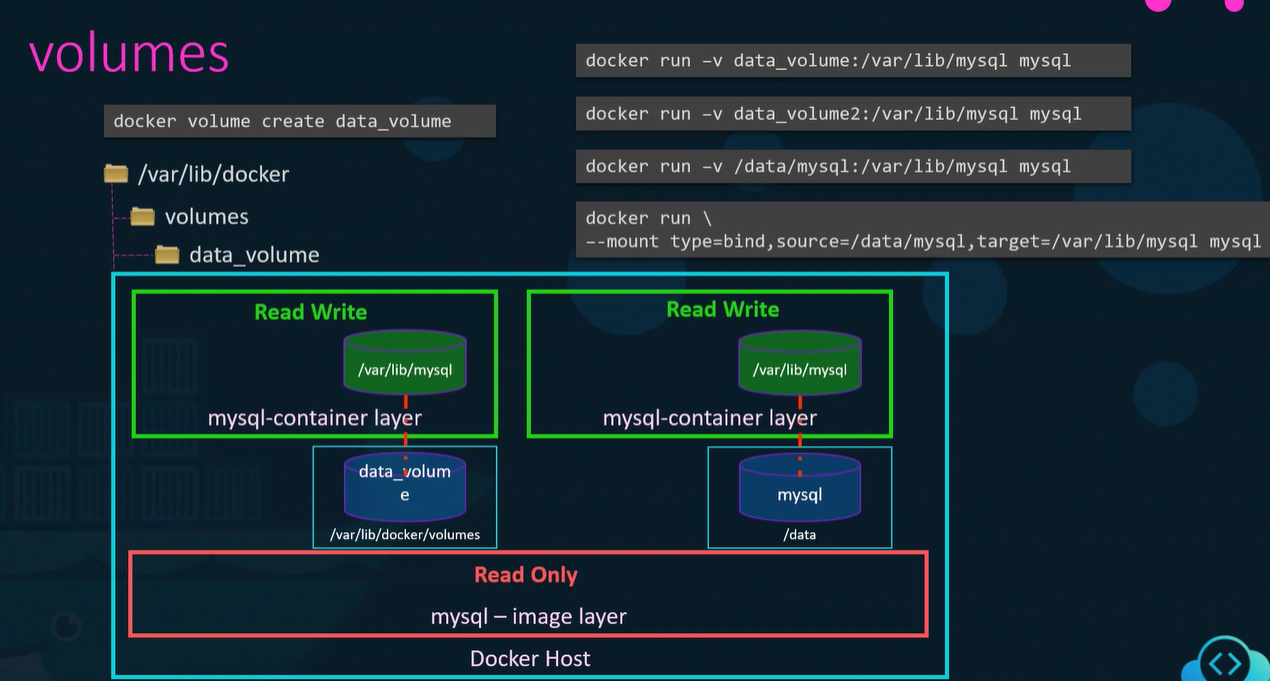 volumes
docker volume create data_volume
/var/lib/docker
volumes
data_volume
docker run –v data_volume:/var/lib/mysql mysql
docker run –v data_volume2:/var/lib/mysql mysql
docker run –v /data/mysql:/var/lib/mysql mysql
docker run \
--mount type=bind,source=/data/mysql,target=/var/lib/mysql mysql
Read Write
/var/lib/mysql
mysql-container layer
data_volum
e
/var/lib/docker/volumes
Read Write
/var/lib/mysql
mysql-container layer
mysql
/data
Read Only
mysql – image layer
Docker Host